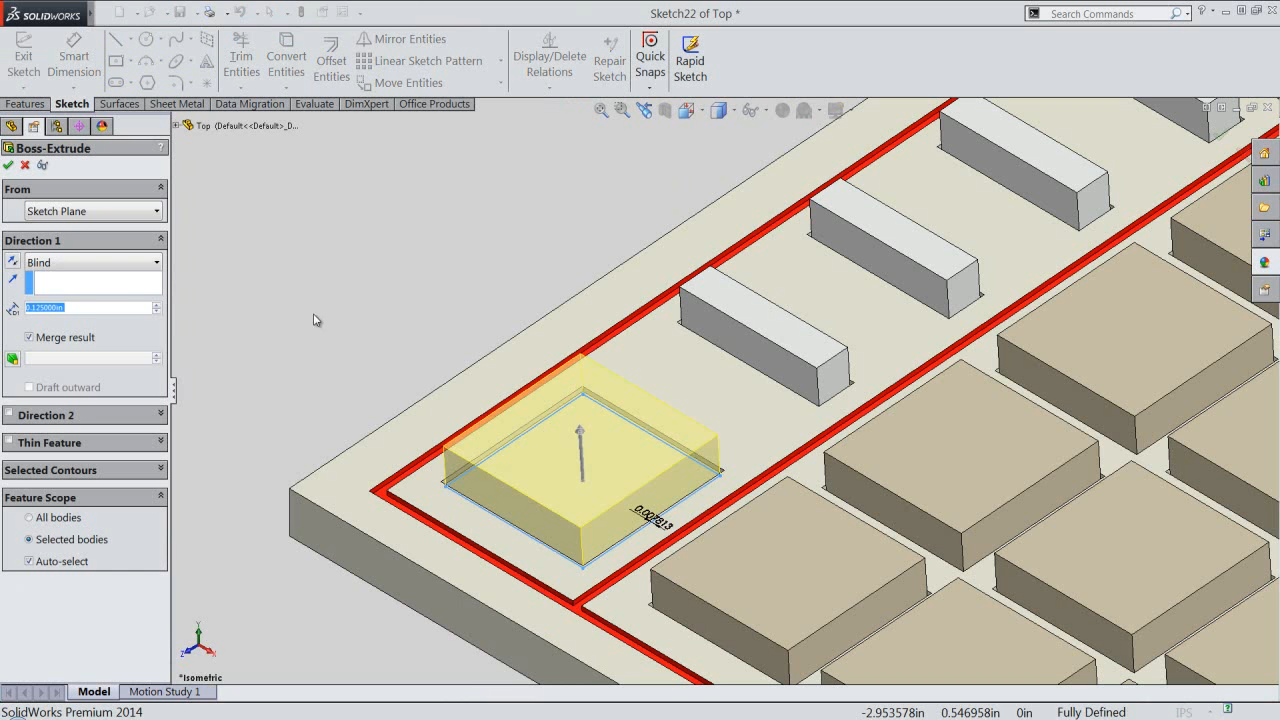 SOLIDWORKS
Sketch22 of Top *
Search Commands
Exit Sketch
Smart Dimension
Trim Entities
Convert Entities
Offset Entities
Mirror Entities
Linear Sketch Pattern
Move Entities
Display/Delete Relations
Repair Sketch
Quick Snaps
Rapid Sketch
Features Sketch Surfaces Sheet Metal Data Migration Evaluate DimXpert Office Products
Top (Default<<Default>_D...
Boss-Extrude
?
From
Sketch Plane
Direction 1
Blind
D1
0.125000in
Merge result
Draft outward
Direction 2
Thin Feature
Selected Contours
Feature Scope
All bodies
Selected bodies
Auto-select
0.007813
Y
Z
X
*Isometric
Model Motion Study 1
SolidWorks Premium 2014
-2.953578in 0.546958in 0in Fully Defined IPS